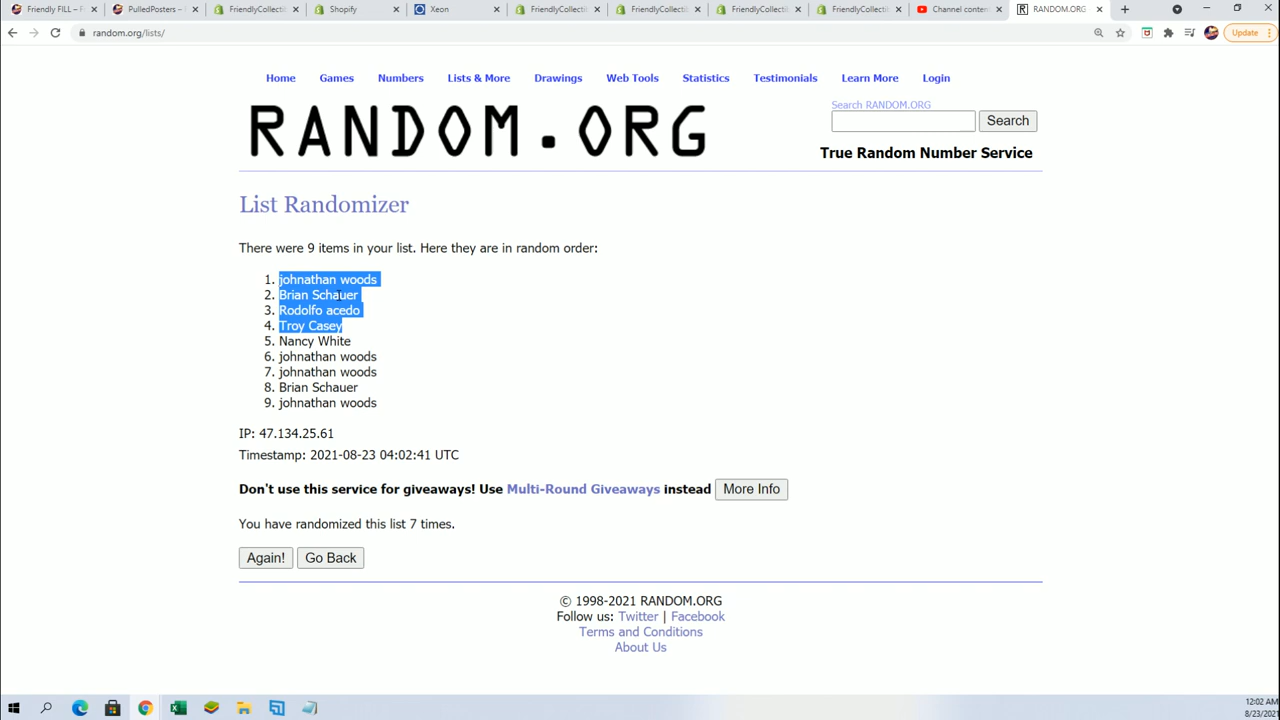 Friendly FILL – F
PulledPosters –
FriendlyCollectib
Shopify
Xeon
FriendlyCollectib
FriendlyCollectib
FriendlyCollectib
FriendlyCollectib
Channel conten
RANDOM.ORG
random.org/lists/
Update
Home
Games
Numbers
Lists & More
Drawings
Web Tools
Statistics
Testimonials
Learn More
Login
RANDOM.ORG
Search RANDOM.ORG
Search
True Random Number Service
List Randomizer
There were 9 items in your list. Here they are in random order:
1. johnathan woods
2. Brian Schauer
3. Rodolfo acedo
4. Troy Casey
5. Nancy White
6. johnathan woods
7. johnathan woods
8. Brian Schauer
9. johnathan woods
IP: 47.134.25.61
Timestamp: 2021-08-23 04:02:41 UTC
Don't use this service for giveaways! Use Multi-Round Giveaways instead More Info
You have randomized this list 7 times.
Again! Go Back
© 1998-2021 RANDOM.ORG
Follow us: Twitter | Facebook
Terms and Conditions
About Us
12:02 AM
8/23/2021